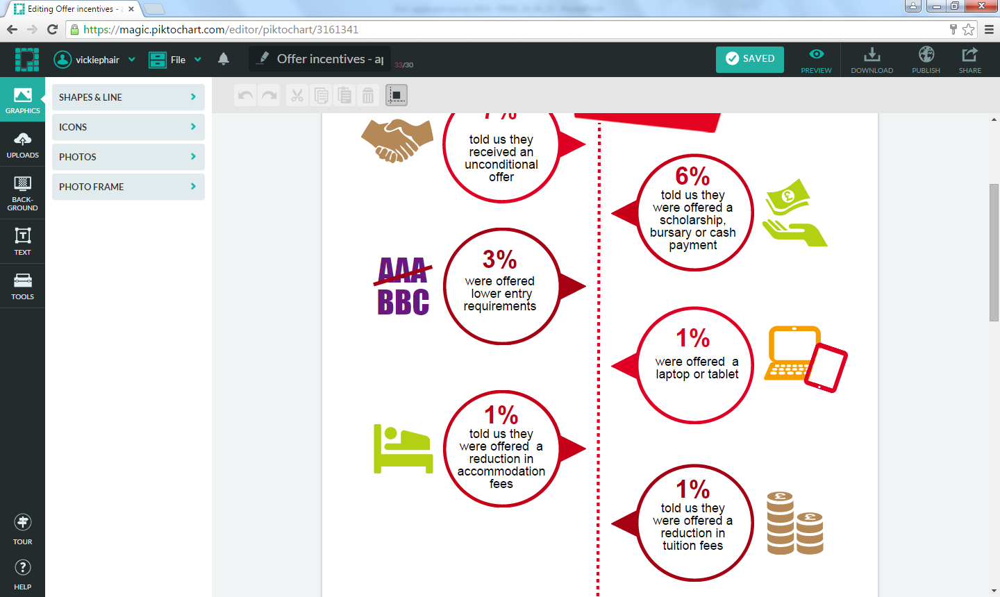 Editing Offer incentives - a
https://magic.piktochart.com/editor/piktochart/3161341
vickiephair
File
Offer incentives - ap
33/30
SAVED
PREVIEW
DOWNLOAD
PUBLISH
SHARE
GRAPHICS
UPLOADS
BACK-
GROUND
TEXT
TOOLS
TOUR
HELP
SHAPES & LINE
ICONS
PHOTOS
PHOTO FRAME
7%
told us they
received an
unconditional
offer
6%
told us they
were offered a
scholarship,
bursary or cash
payment
£
AAA
BBC
3%
were offered
lower entry
requirements
1%
were offered a
laptop or tablet
1%
told us they
were offered a
reduction in
accommodation
fees
1%
told us they
were offered a
reduction in
tuition fees
£
£